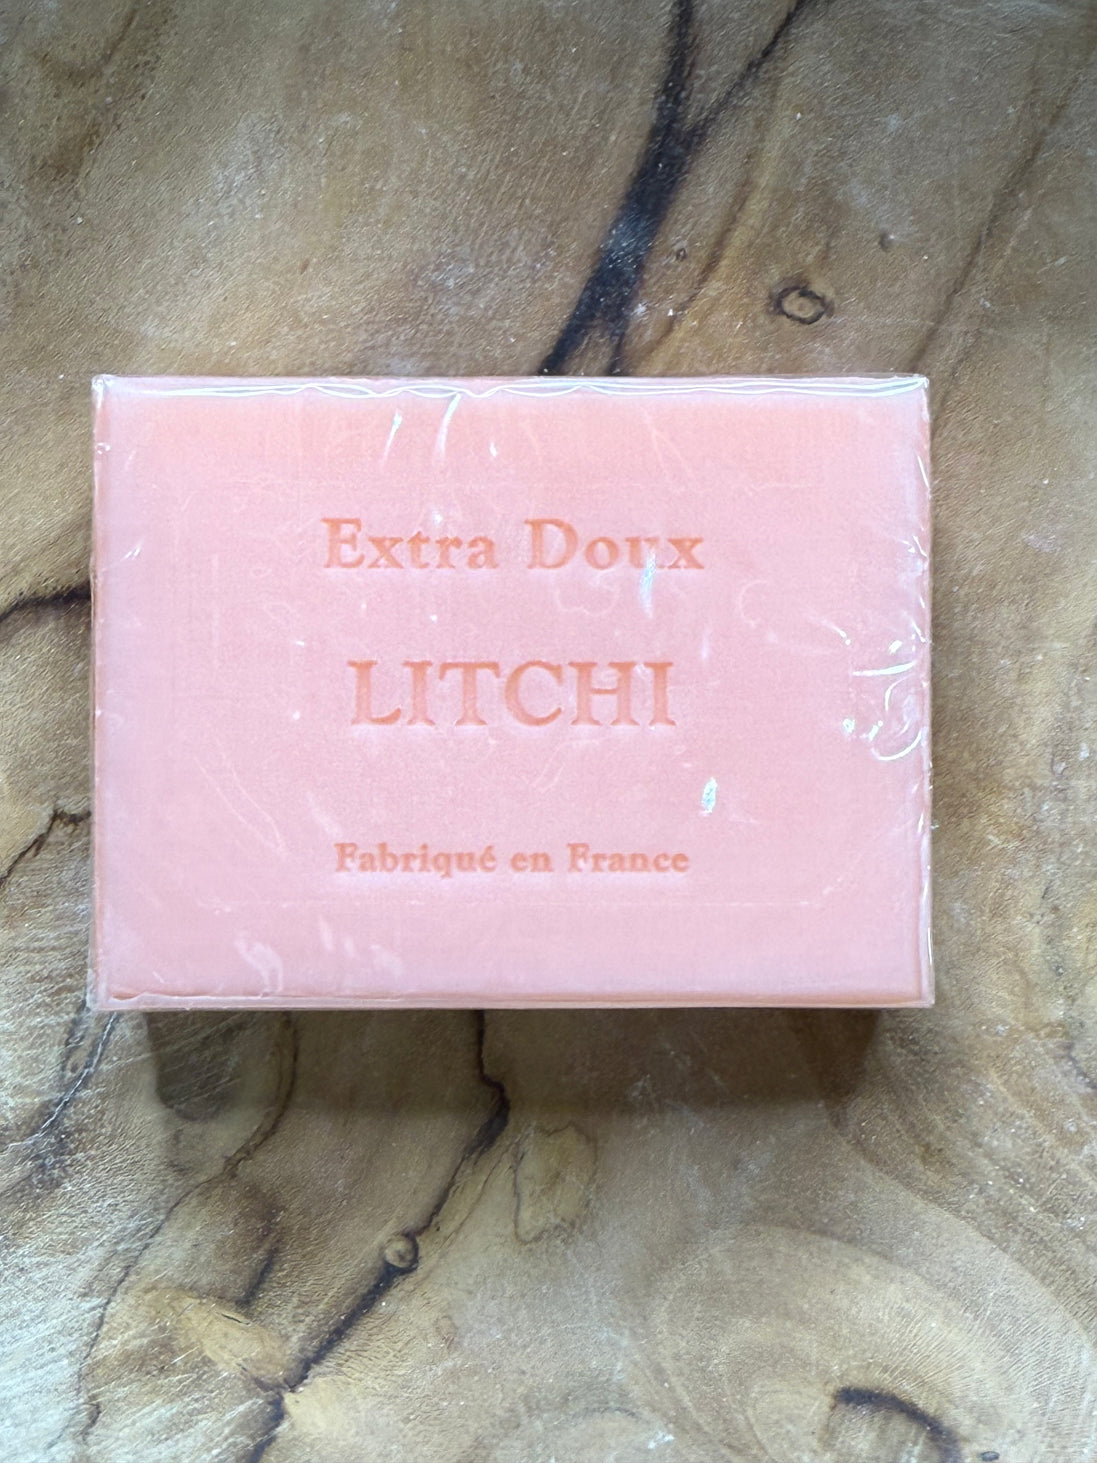 Extra Doux
LITCHI
Fabriqué en France